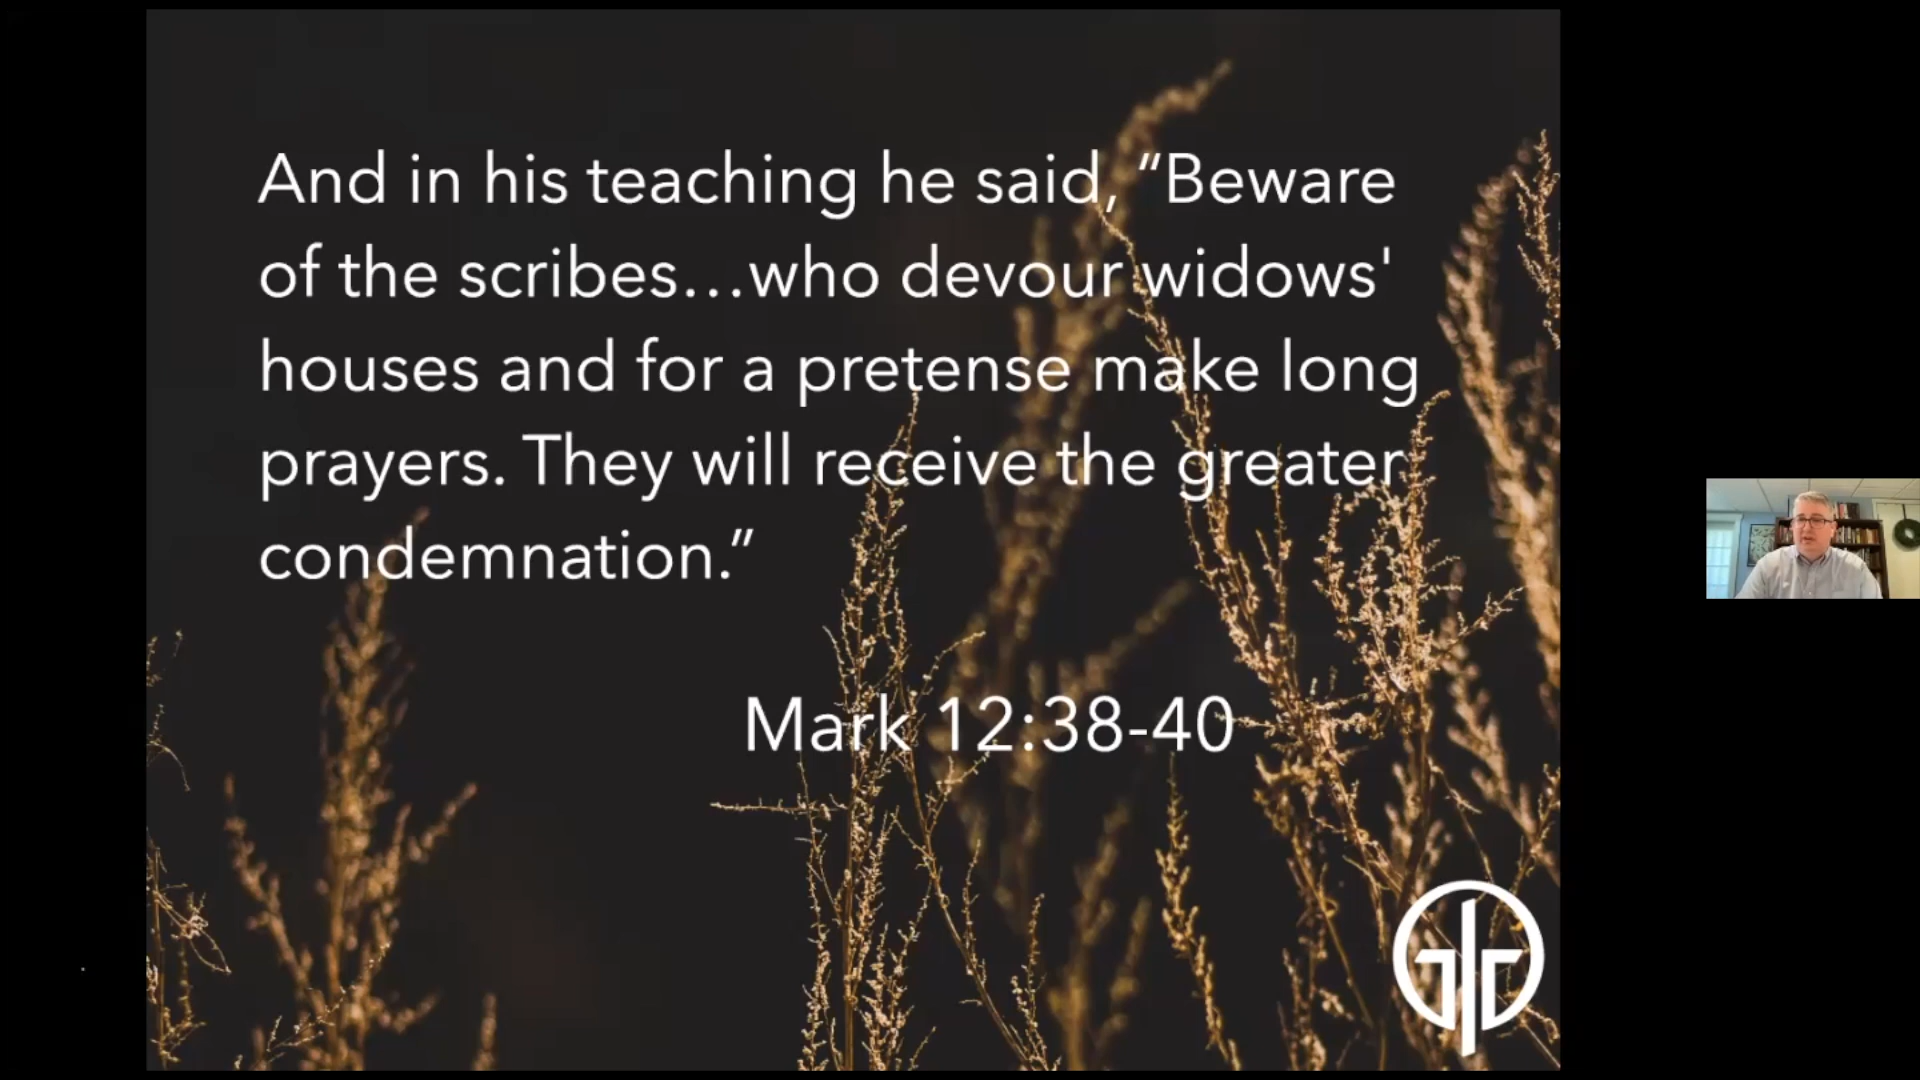 And in his teaching he said, “Beware
of the scribes...who devour widows'
houses and for a pretense make long
prayers. They will receive the greater
condemnation.”
Mark 12:38-40